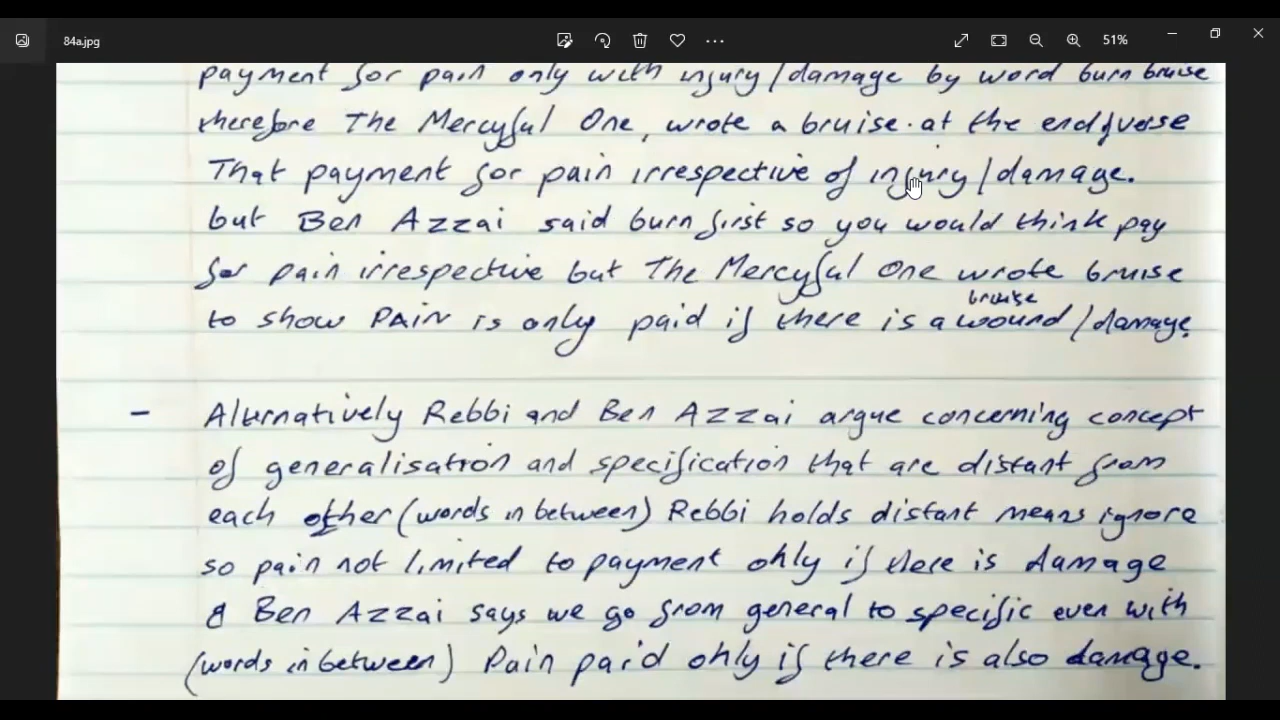 84a.jpg
51%
payment for pain only with injury/damage by word burn bruise
therefore The Mercyful One, wrote a bruise. at the end of verse
That payment for pain irrespective of injury/damage.
but Ben Azzai said burn first so you would think pay
for pain irrespective but The Mercyful One wrote bruise
bruise
to show PAIN is only paid if there is a wound/damage.
- Alternatively Rebbi and Ben Azzai argue concerning concept
of generalisation and specification that are distant from
each other (words in between) Rebbi holds distant means ignore
so pain not limited to payment only if there is damage
& Ben Azzai says we go from general to specific even with
(words in between) Pain paid only if there is also damage.